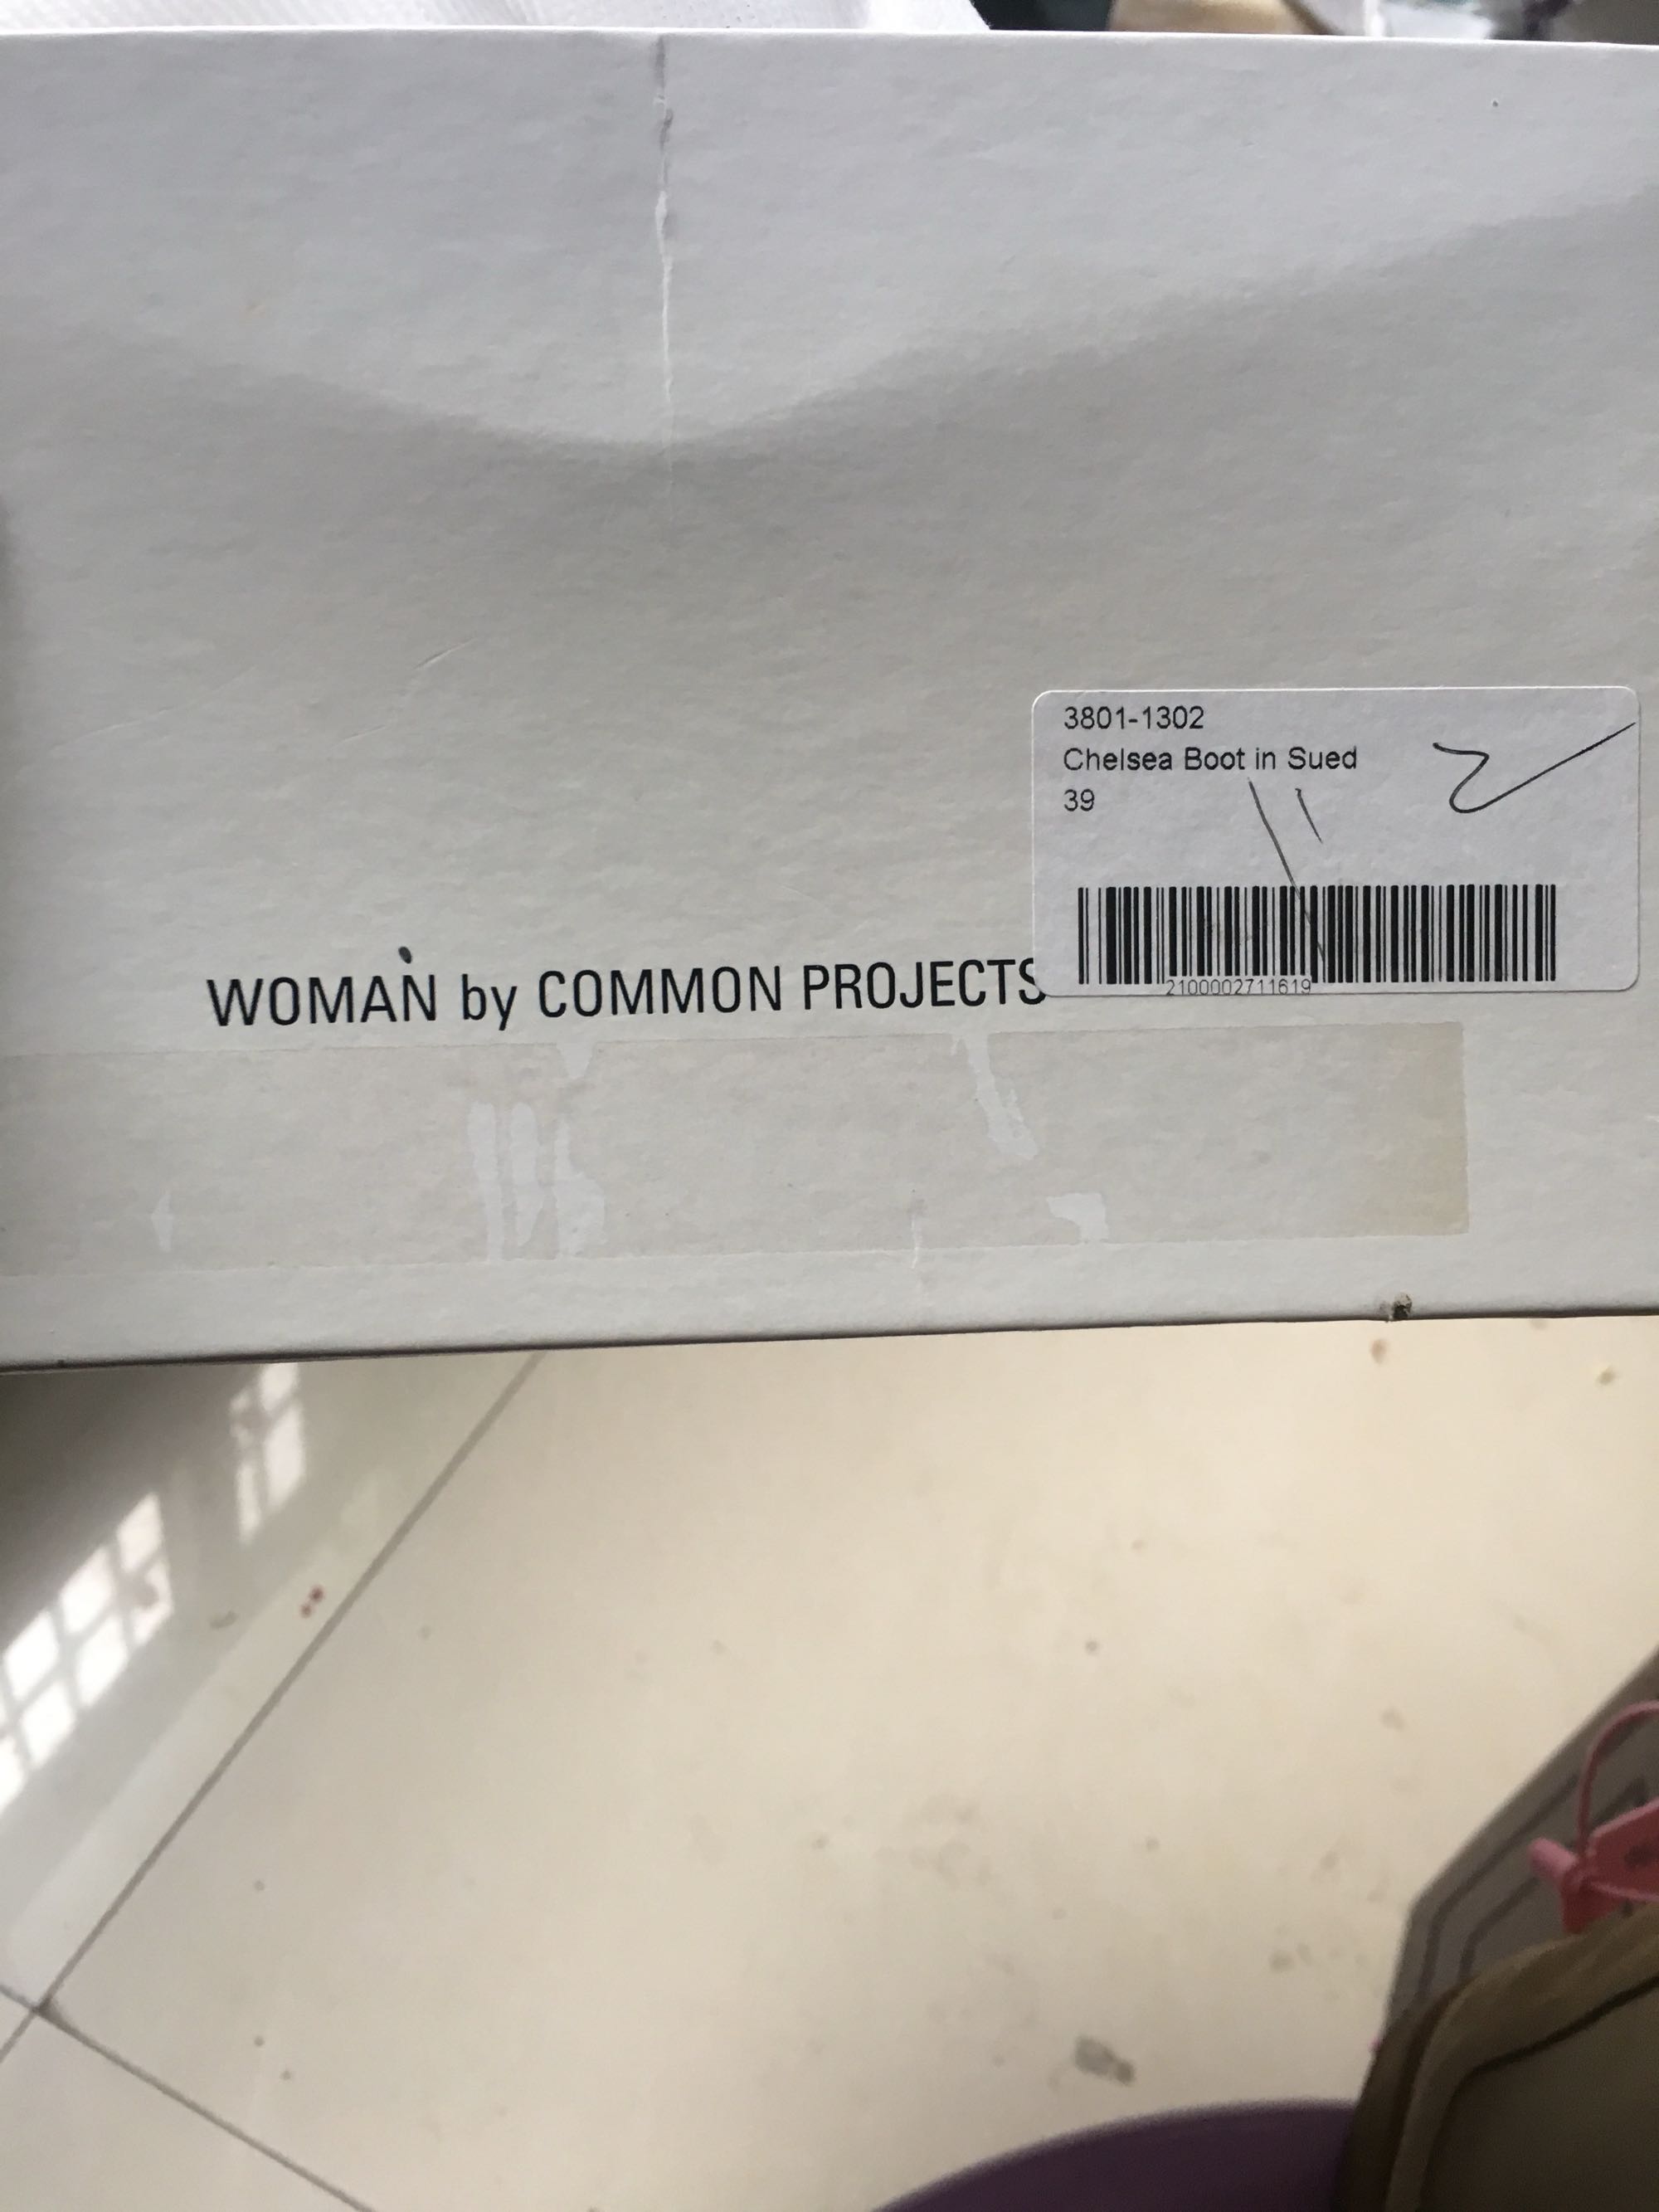 3801-1302
Chelsea Boot in Sued
39
2100002711619
WOMAN by COMMON PROJECTS